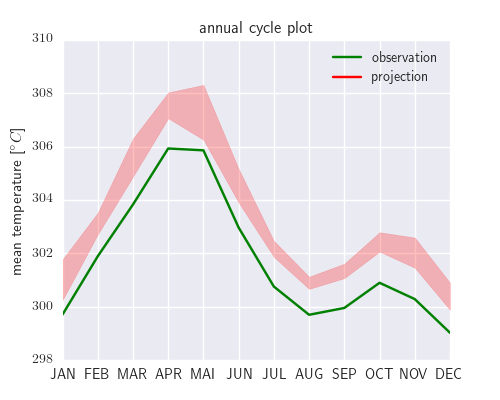 annual cycle plot
mean temperature [°C]
310
308
306
304
302
300
298
observation
projection
JAN FEB MAR APR MAI JUN JUL AUG SEP OCT NOV DEC